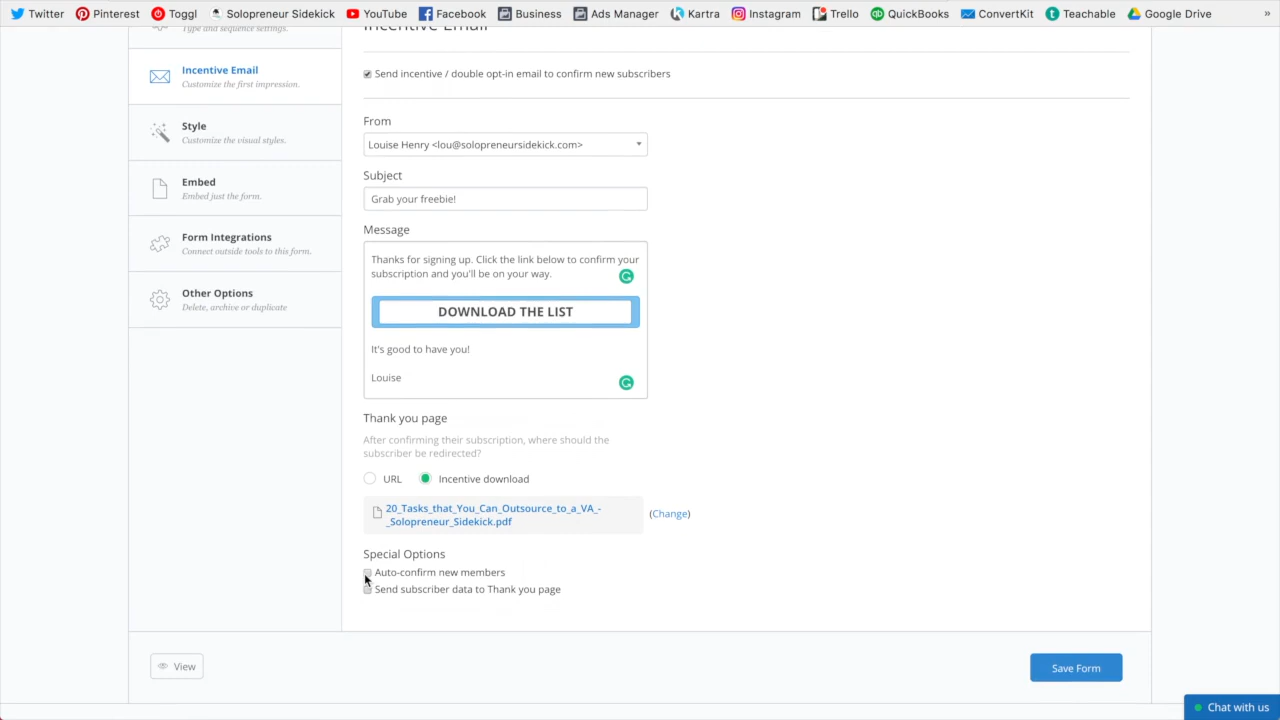 Twitter Pinterest Toggl Solopreneur Sidekick YouTube Facebook Business Ads Manager Kartra Instagram Trello QuickBooks ConvertKit Teachable Google Drive »
Type and sequence settings.
Incentive Email
Customize the first impression.
Style
Customize the visual styles.
Embed
Embed just the form.
Form Integrations
Connect outside tools to this form.
Other Options
Delete, archive or duplicate
Incentive Email
Send incentive / double opt-in email to confirm new subscribers
From
Louise Henry <lou@solopreneursidekick.com>
Subject
Grab your freebie!
Message
Thanks for signing up. Click the link below to confirm your
subscription and you'll be on your way.
DOWNLOAD THE LIST
It's good to have you!
Louise
Thank you page
After confirming their subscription, where should the
subscriber be redirected?
URL Incentive download
20_Tasks_that_You_Can_Outsource_to_a_VA_-
_Solopreneur_Sidekick.pdf
(Change)
Special Options
Auto-confirm new members
Send subscriber data to Thank you page
View
Save Form
Chat with us